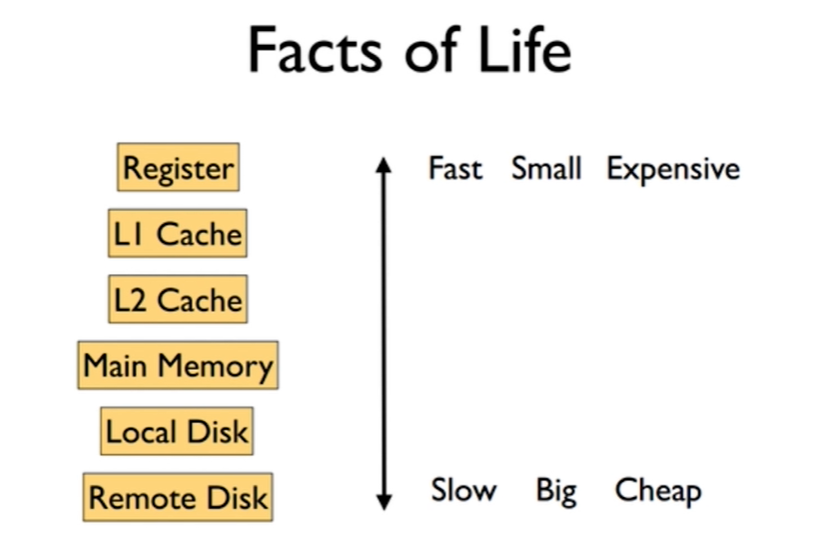 Facts of Life
Register
Fast Small Expensive
L1 Cache
L2 Cache
Main Memory
Local Disk
Remote Disk
Slow Big Cheap